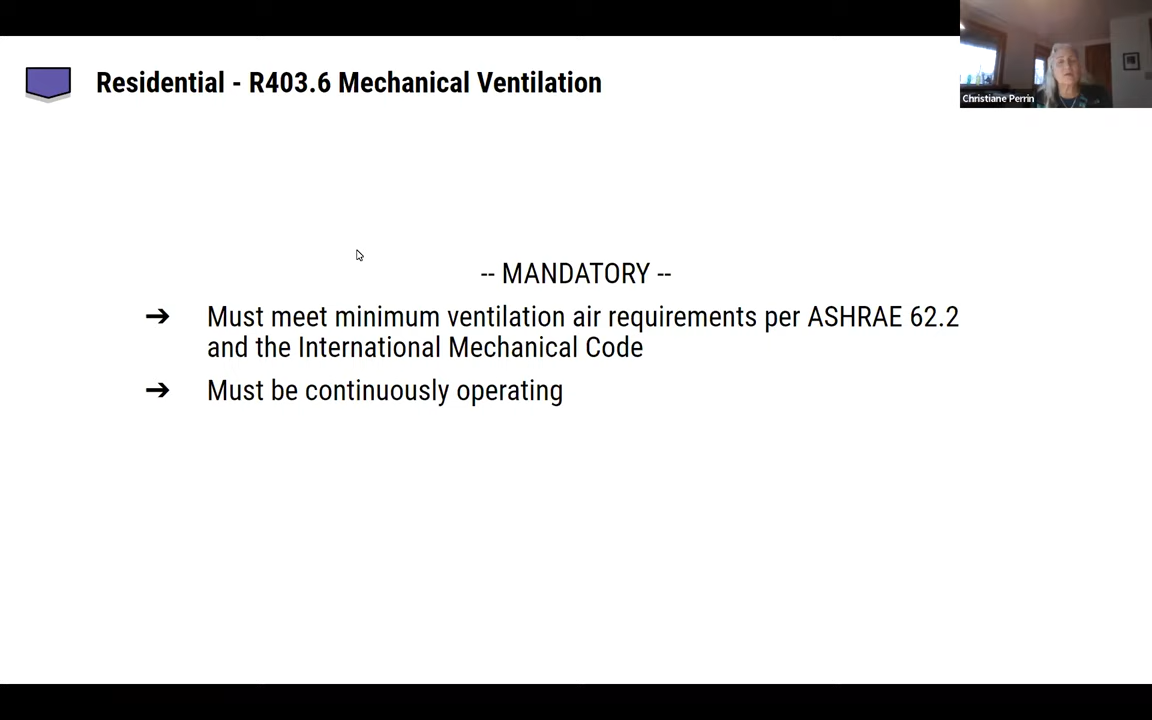 Residential - R403.6 Mechanical Ventilation
Christiane Perrin
-- MANDATORY --
➔ Must meet minimum ventilation air requirements per ASHRAE 62.2
and the International Mechanical Code
➔ Must be continuously operating